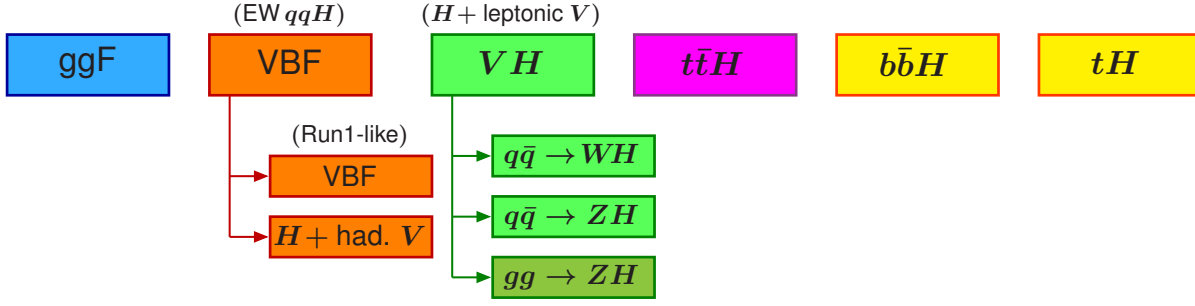 (EW qqH) (H+ leptonic V)
ggF VBF VH tt̄H bb̄H tH
(Run1-like)
VBF
H+ had. V
qq̄ → WH
qq̄ → ZH
gg → ZH